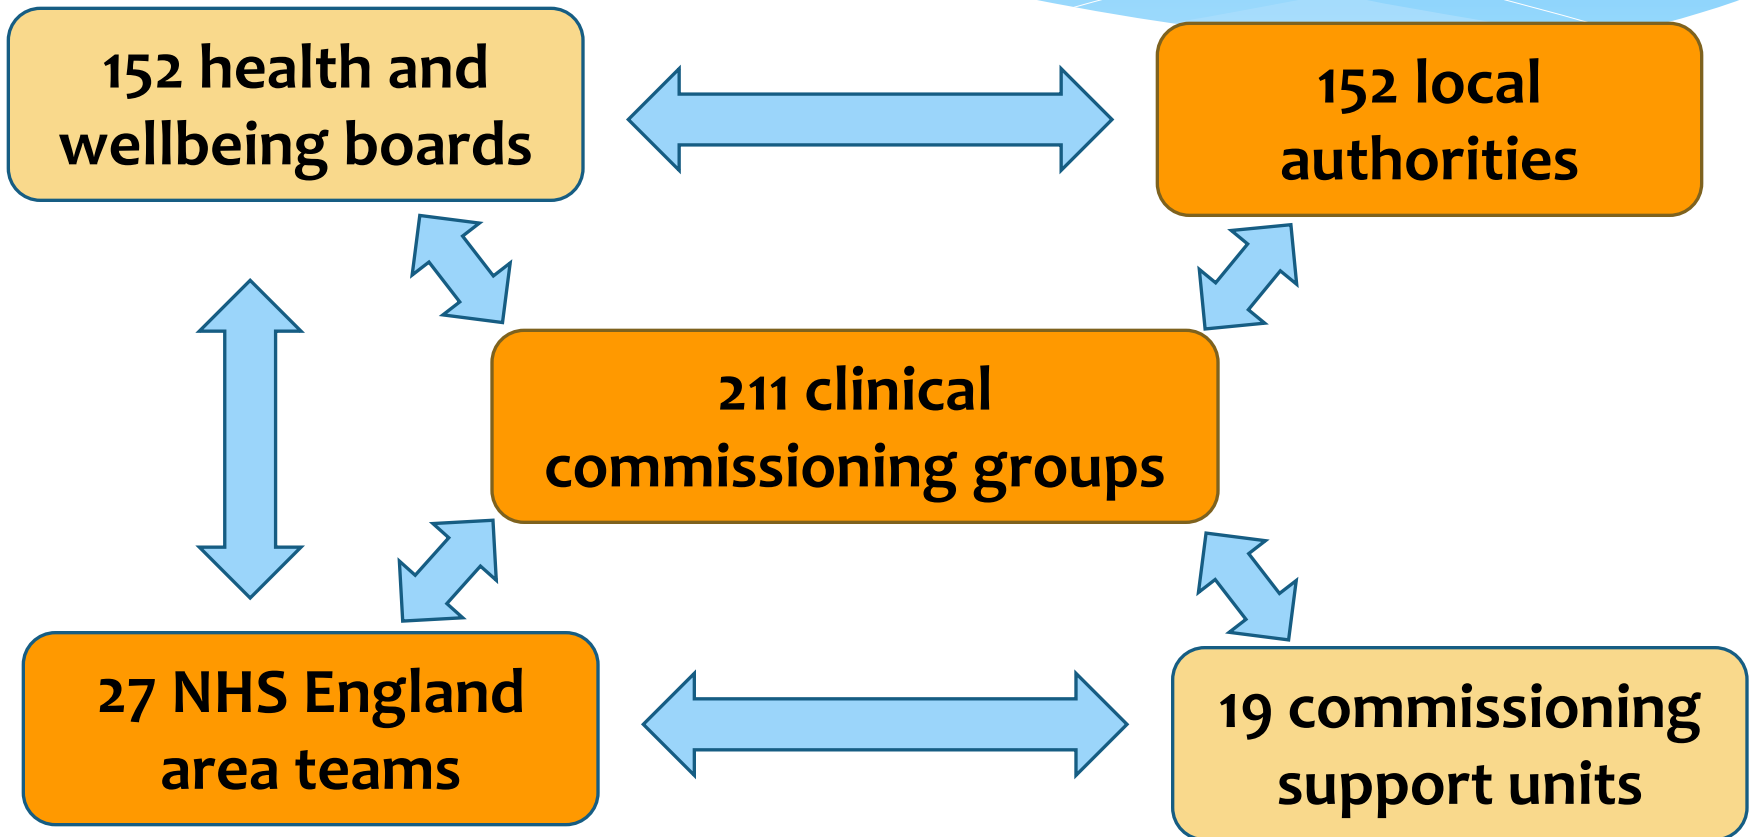 152 health and
wellbeing boards
152 local
authorities
211 clinical
commissioning groups
27 NHS England
area teams
19 commissioning
support units